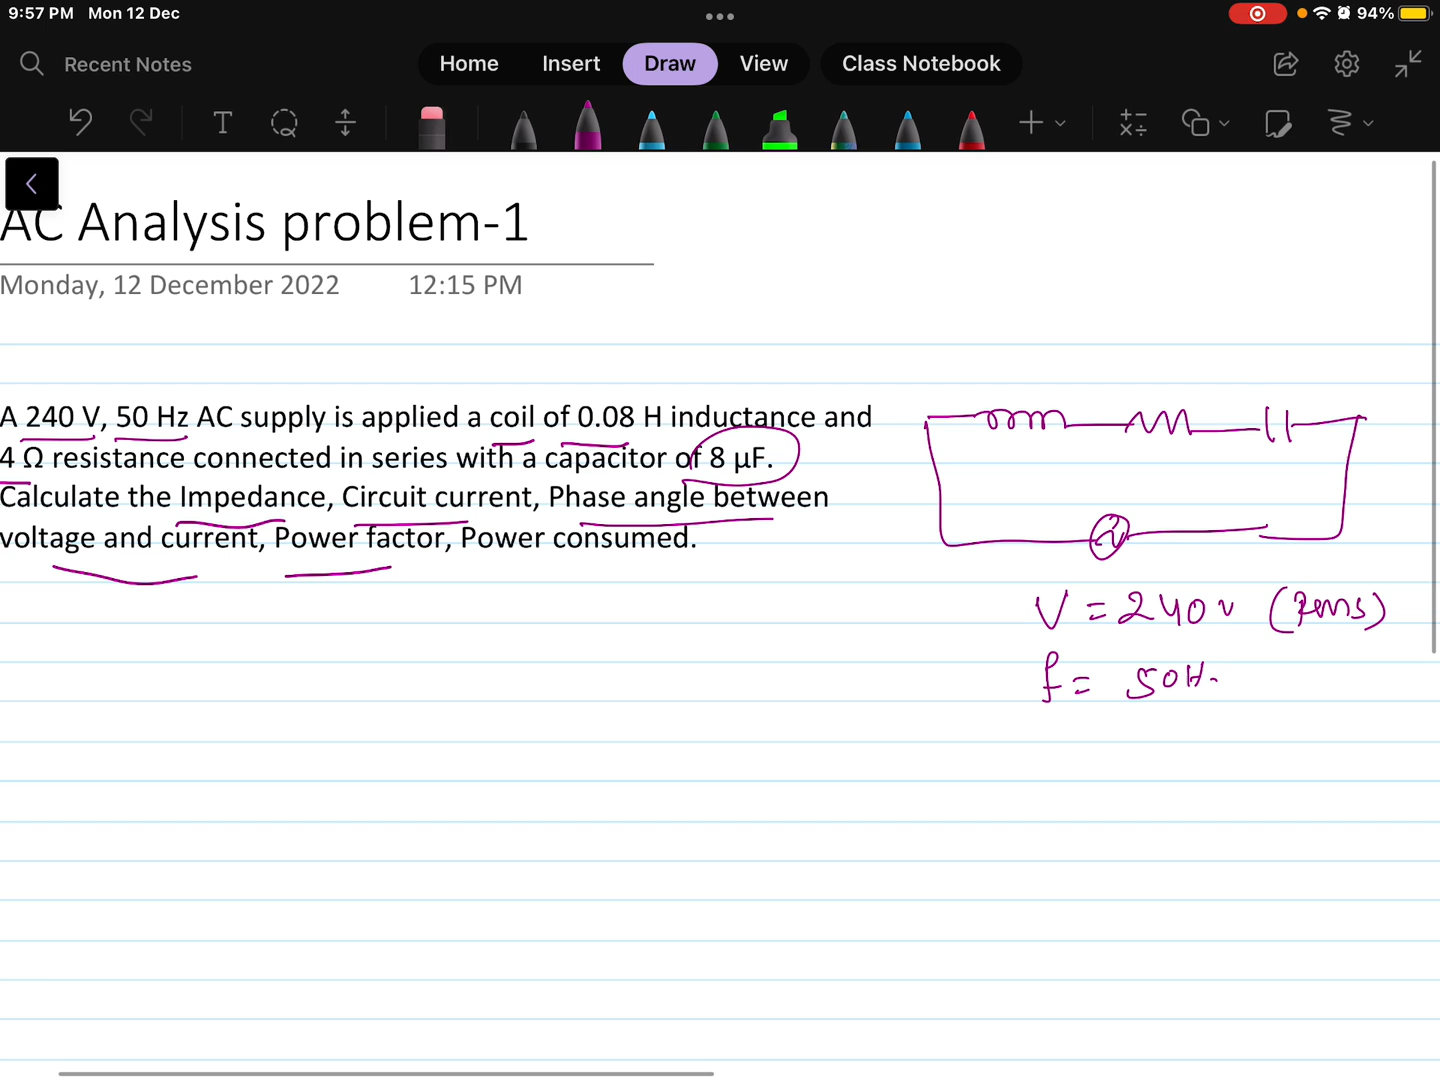 9:57 PM Mon 12 Dec
94%
Recent Notes
Home Insert Draw View Class Notebook
AC Analysis problem-1
Monday, 12 December 2022 12:15 PM
A 240 V, 50 Hz AC supply is applied a coil of 0.08 H inductance and
4 Ω resistance connected in series with a capacitor of 8 μF.
Calculate the Impedance, Circuit current, Phase angle between
voltage and current, Power factor, Power consumed.
V = 240 v (Rms)
f = 50H.